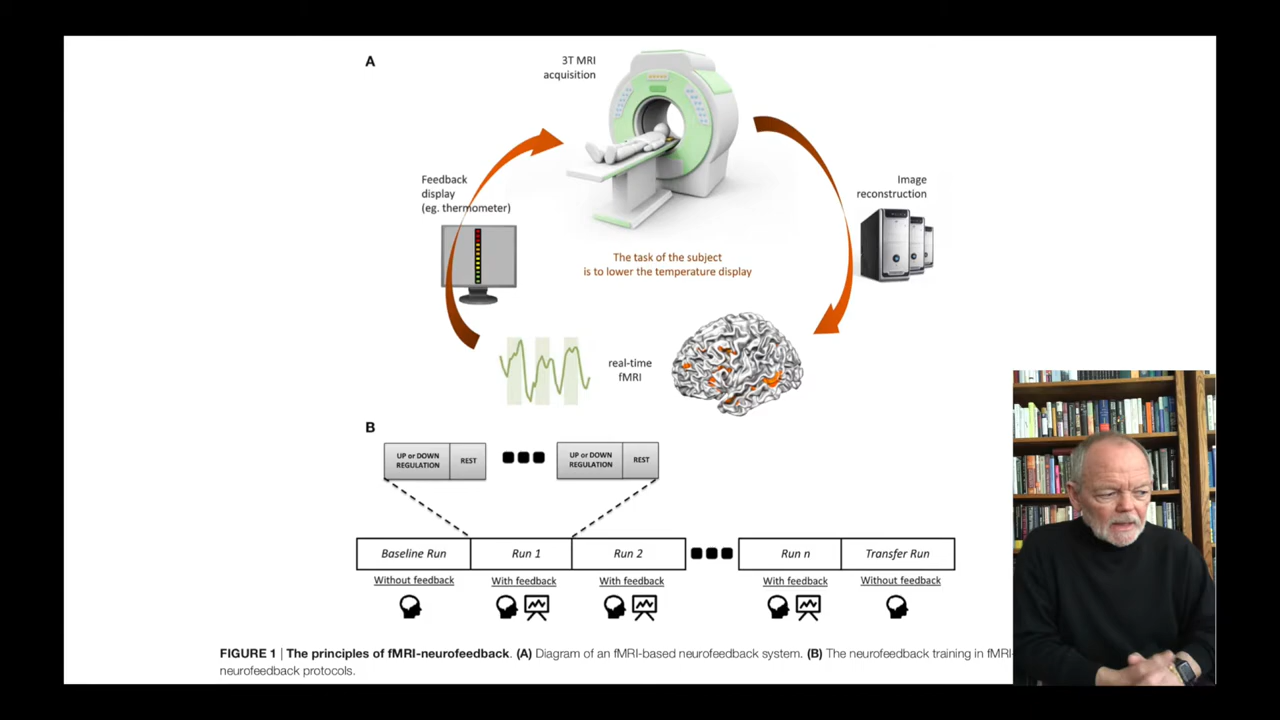 A
3T MRI
acquisition
Feedback
display
(eg. thermometer)
Image
reconstruction
The task of the subject
is to lower the temperature display
real-time
fMRI
B
UP or DOWN
REGULATION
REST
UP or DOWN
REGULATION
REST
Baseline Run
Run 1
Run 2
Run n
Transfer Run
Without feedback
With feedback
With feedback
With feedback
Without feedback
FIGURE 1 | The principles of fMRI-neurofeedback. (A) Diagram of an fMRI-based neurofeedback system. (B) The neurofeedback training in fMRI-
neurofeedback protocols.